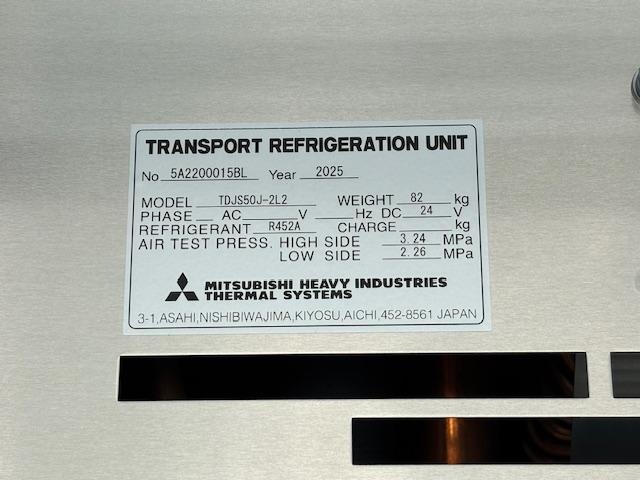 TRANSPORT REFRIGERATION UNIT
No 5A2200015BL Year 2025
MODEL TDJS50J-2L2 WEIGHT 82 kg
PHASE AC V Hz DC 24 V
REFRIGERANT R452A CHARGE kg
AIR TEST PRESS. HIGH SIDE 3.24 MPa
LOW SIDE 2.26 MPa
MITSUBISHI HEAVY INDUSTRIES
THERMAL SYSTEMS
3-1,ASAHI,NISHIBIWAJIMA,KIYOSU,AICHI,452-8561 JAPAN